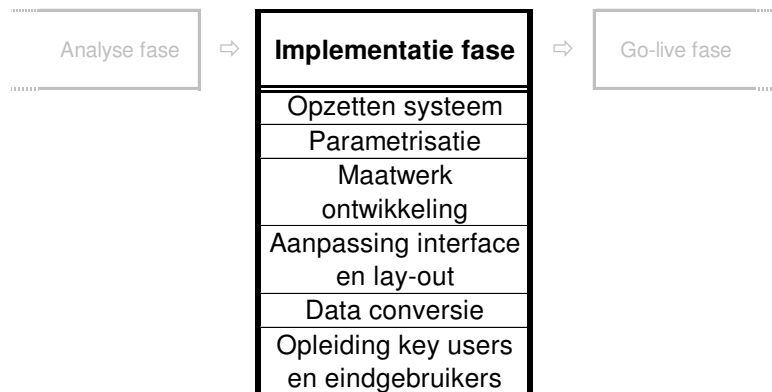 Analyse fase ⇨ Implementatie fase ⇨ Go-live fase
Opzetten systeem
Parametrisatie
Maatwerk
ontwikkeling
Aanpassing interface
en lay-out
Data conversie
Opleiding key users
en eindgebruikers